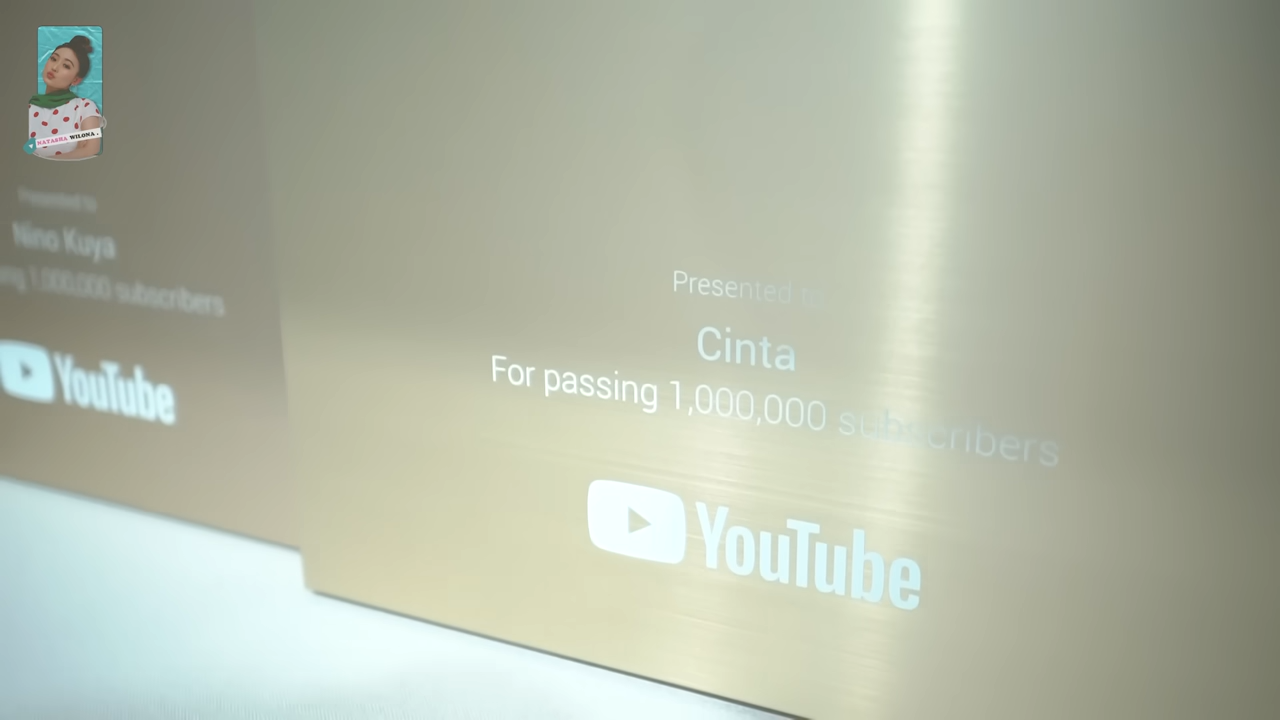 NATASHA WILONA
Presented to
Nino Kuya
1,000,000 subscribers
YouTube
Presented to
Cinta
For passing 1,000,000 subscribers
YouTube